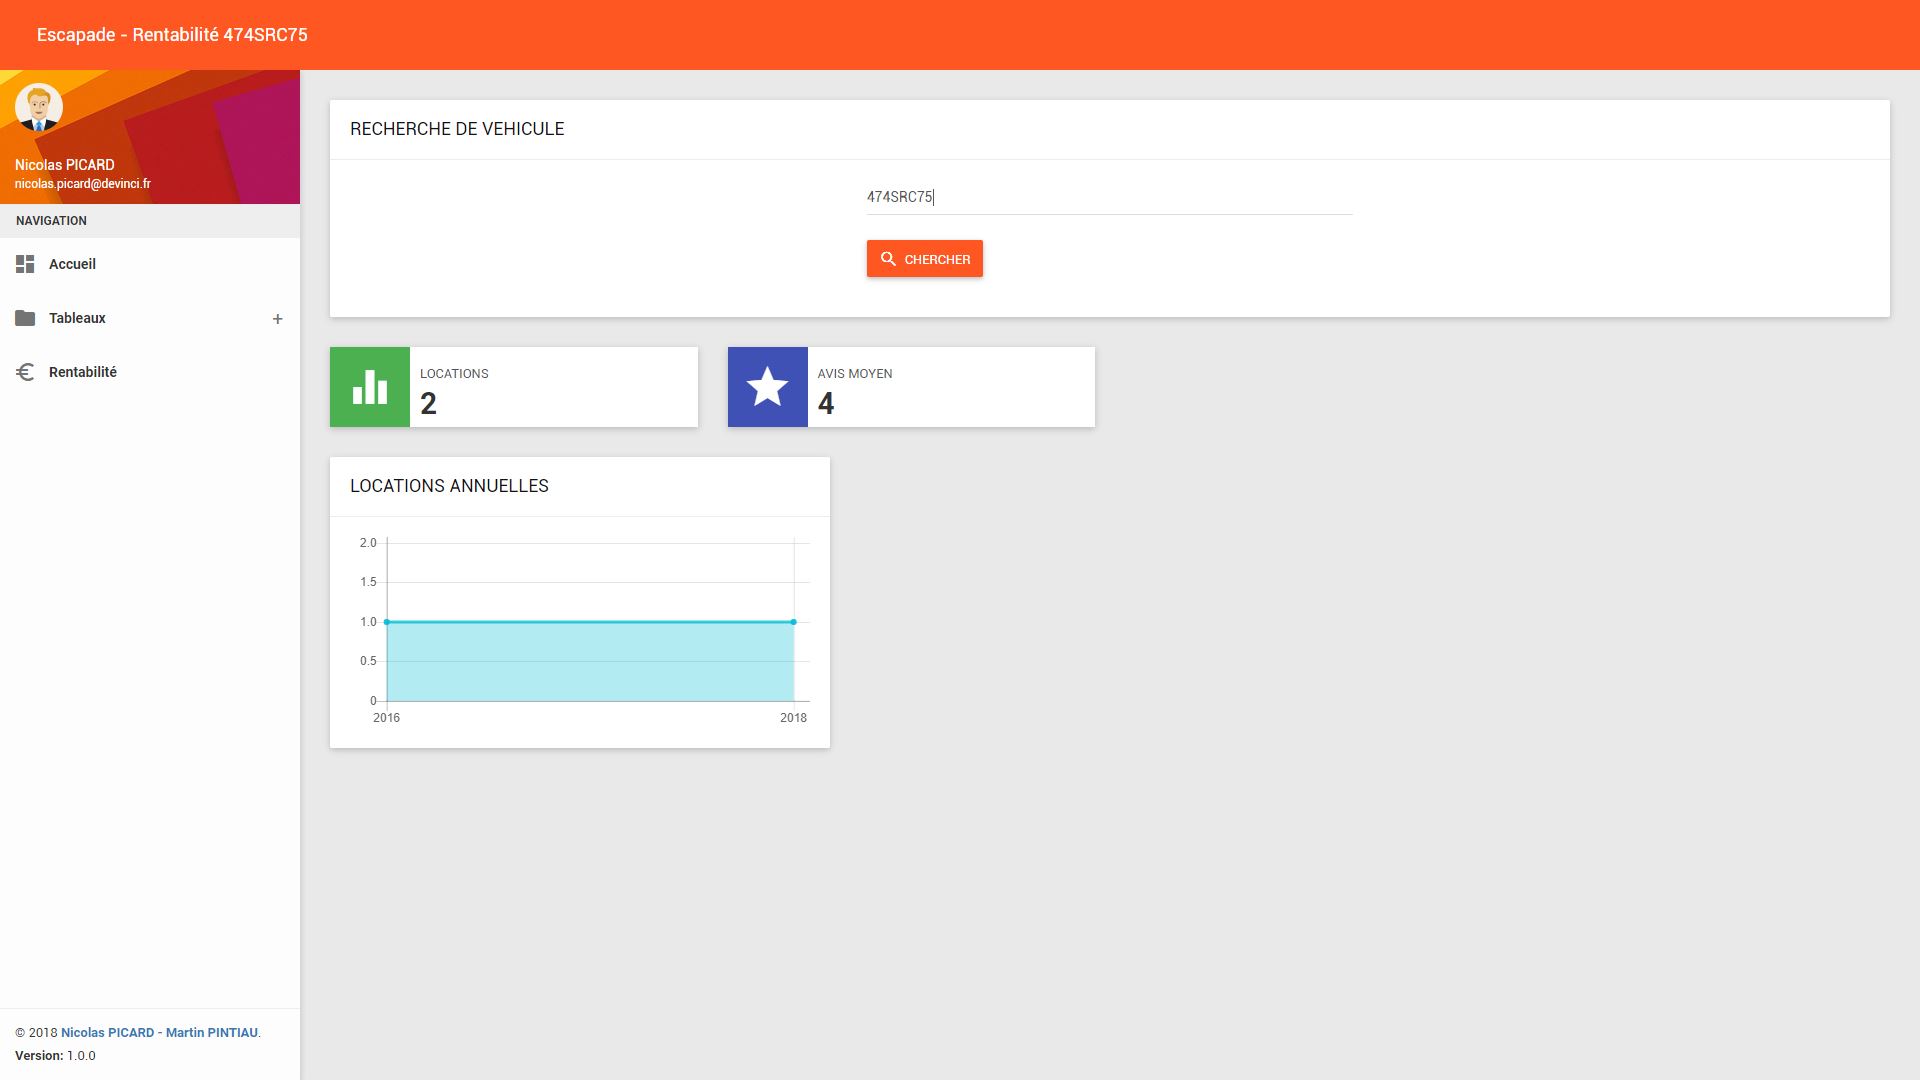 Escapade - Rentabilité 474SRC75
Nicolas PICARD
nicolas.picard@devinci.fr
NAVIGATION
Accueil
Tableaux +
Rentabilité
© 2018 Nicolas PICARD - Martin PINTIAU.
Version: 1.0.0
RECHERCHE DE VEHICULE
474SRC75
CHERCHER
LOCATIONS
2
AVIS MOYEN
4
LOCATIONS ANNUELLES
2.0
1.5
1.0
0.5
0
2016 2018